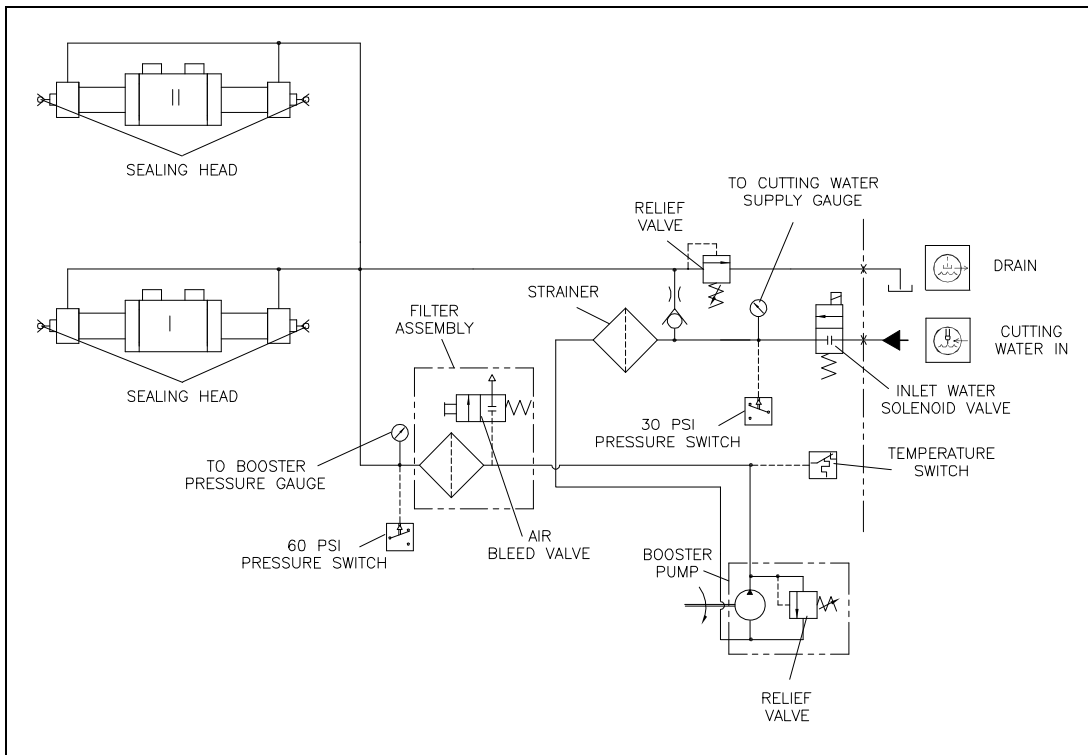 II
SEALING HEAD
TO CUTTING WATER
SUPPLY GAUGE
RELIEF
VALVE
DRAIN
STRAINER
I
FILTER
ASSEMBLY
CUTTING
WATER IN
SEALING HEAD
INLET WATER
SOLENOID VALVE
30 PSI
PRESSURE SWITCH
TO BOOSTER
PRESSURE GAUGE
TEMPERATURE
SWITCH
AIR
BLEED VALVE
60 PSI
PRESSURE SWITCH
BOOSTER
PUMP
RELIEF
VALVE